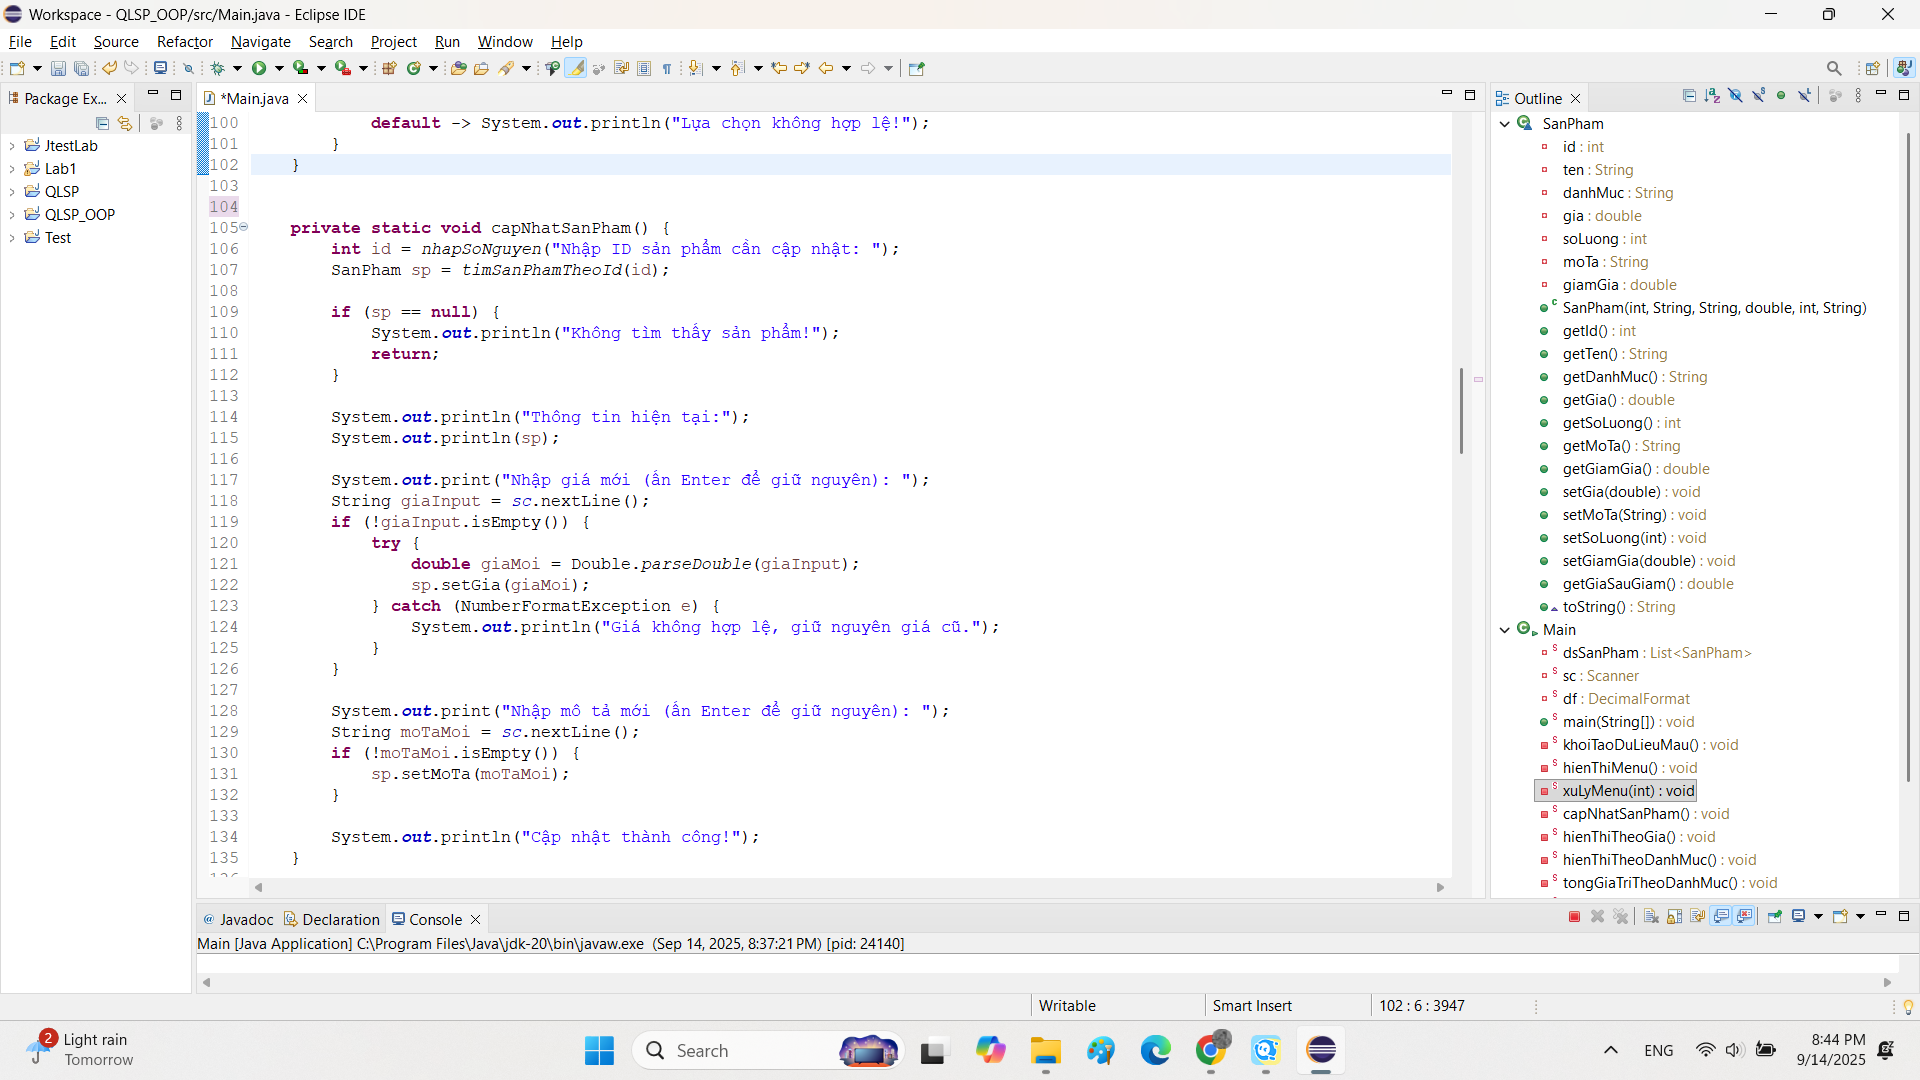 Workspace - QLSP_OOP/src/Main.java - Eclipse IDE
File Edit Source Refactor Navigate Search Project Run Window Help
Package Ex...
JtestLab
Lab1
QLSP
QLSP_OOP
Test
*Main.java
100 default -> System.out.println("Lựa chọn không hợp lệ!");
101 }
102 }
103
104
105 private static void capNhatSanPham() {
106 int id = nhapSoNguyen("Nhập ID sản phẩm cần cập nhật: ");
107 SanPham sp = timSanPhamTheoId(id);
108
109 if (sp == null) {
110 System.out.println("Không tìm thấy sản phẩm!");
111 return;
112 }
113
114 System.out.println("Thông tin hiện tại:");
115 System.out.println(sp);
116
117 System.out.print("Nhập giá mới (ấn Enter để giữ nguyên): ");
118 String giaInput = sc.nextLine();
119 if (!giaInput.isEmpty()) {
120 try {
121 double giaMoi = Double.parseDouble(giaInput);
122 sp.setGia(giaMoi);
123 } catch (NumberFormatException e) {
124 System.out.println("Giá không hợp lệ, giữ nguyên giá cũ.");
125 }
126 }
127
128 System.out.print("Nhập mô tả mới (ấn Enter để giữ nguyên): ");
129 String moTaMoi = sc.nextLine();
130 if (!moTaMoi.isEmpty()) {
131 sp.setMoTa(moTaMoi);
132 }
133
134 System.out.println("Cập nhật thành công!");
135 }
Outline
SanPham
id : int
ten : String
danhMuc : String
gia : double
soLuong : int
moTa : String
giamGia : double
SanPham(int, String, String, double, int, String)
getId() : int
getTen() : String
getDanhMuc() : String
getGia() : double
getSoLuong() : int
getMoTa() : String
getGiamGia() : double
setGia(double) : void
setMoTa(String) : void
setSoLuong(int) : void
setGiamGia(double) : void
getGiaSauGiam() : double
toString() : String
Main
dsSanPham : List<SanPham>
sc : Scanner
df : DecimalFormat
main(String[]) : void
khoiTaoDuLieuMau() : void
hienThiMenu() : void
xuLyMenu(int) : void
capNhatSanPham() : void
hienThiTheoGia() : void
hienThiTheoDanhMuc() : void
tongGiaTriTheoDanhMuc() : void
@ Javadoc Declaration Console
Main [Java Application] C:\Program Files\Java\jdk-20\bin\javaw.exe (Sep 14, 2025, 8:37:21 PM) [pid: 24140]
Writable Smart Insert 102 : 6 : 3947
2
Light rain
Tomorrow
Search
ENG
8:44 PM
9/14/2025